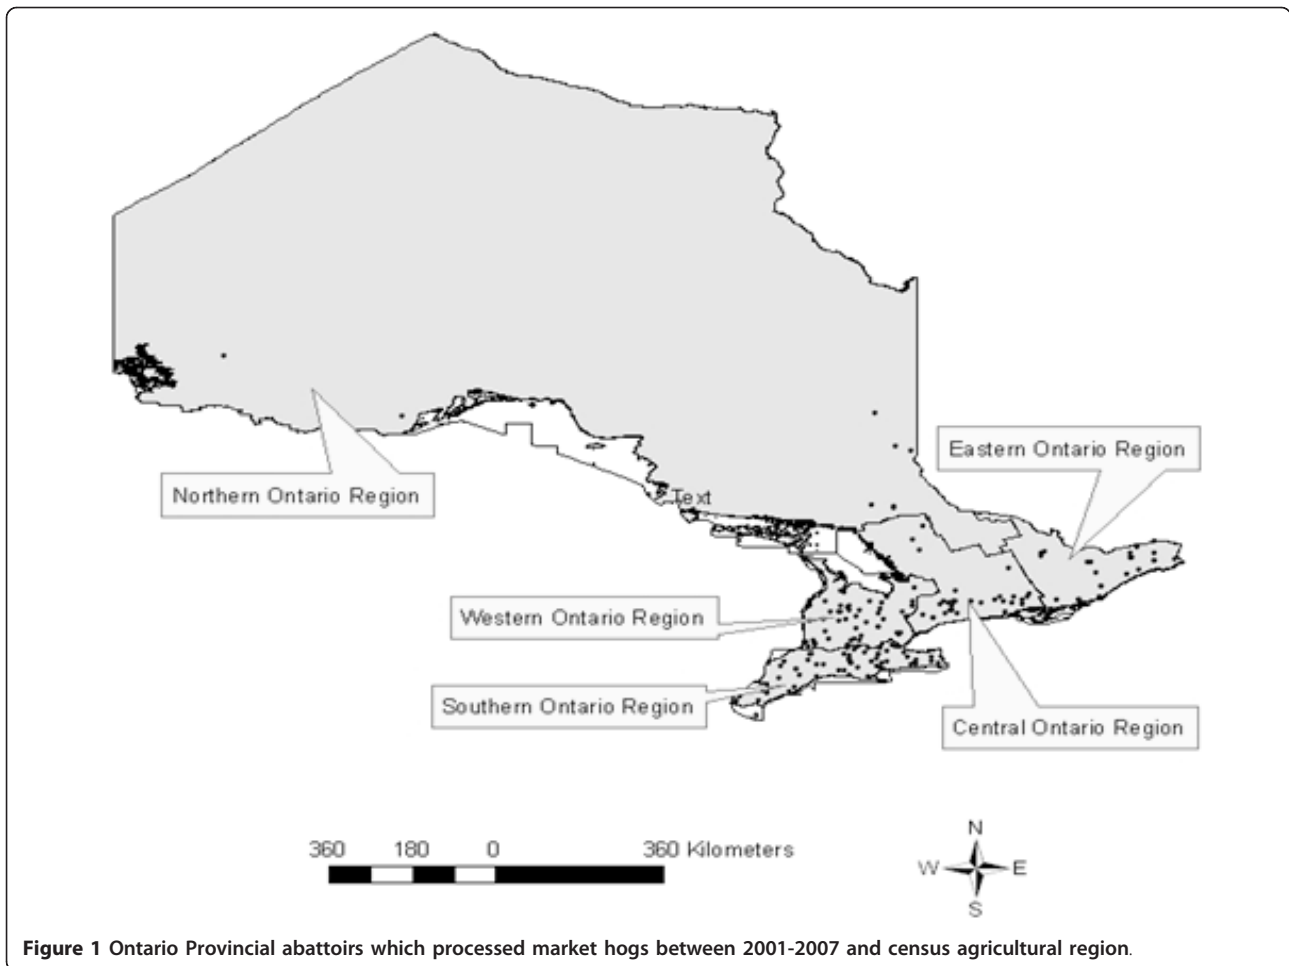 Eastern Ontario Region
Northern Ontario Region
Text
Western Ontario Region
Southern Ontario Region
Central Ontario Region
360 180 0 360 Kilometers
N
W E
S
Figure 1 Ontario Provincial abattoirs which processed market hogs between 2001-2007 and census agricultural region.